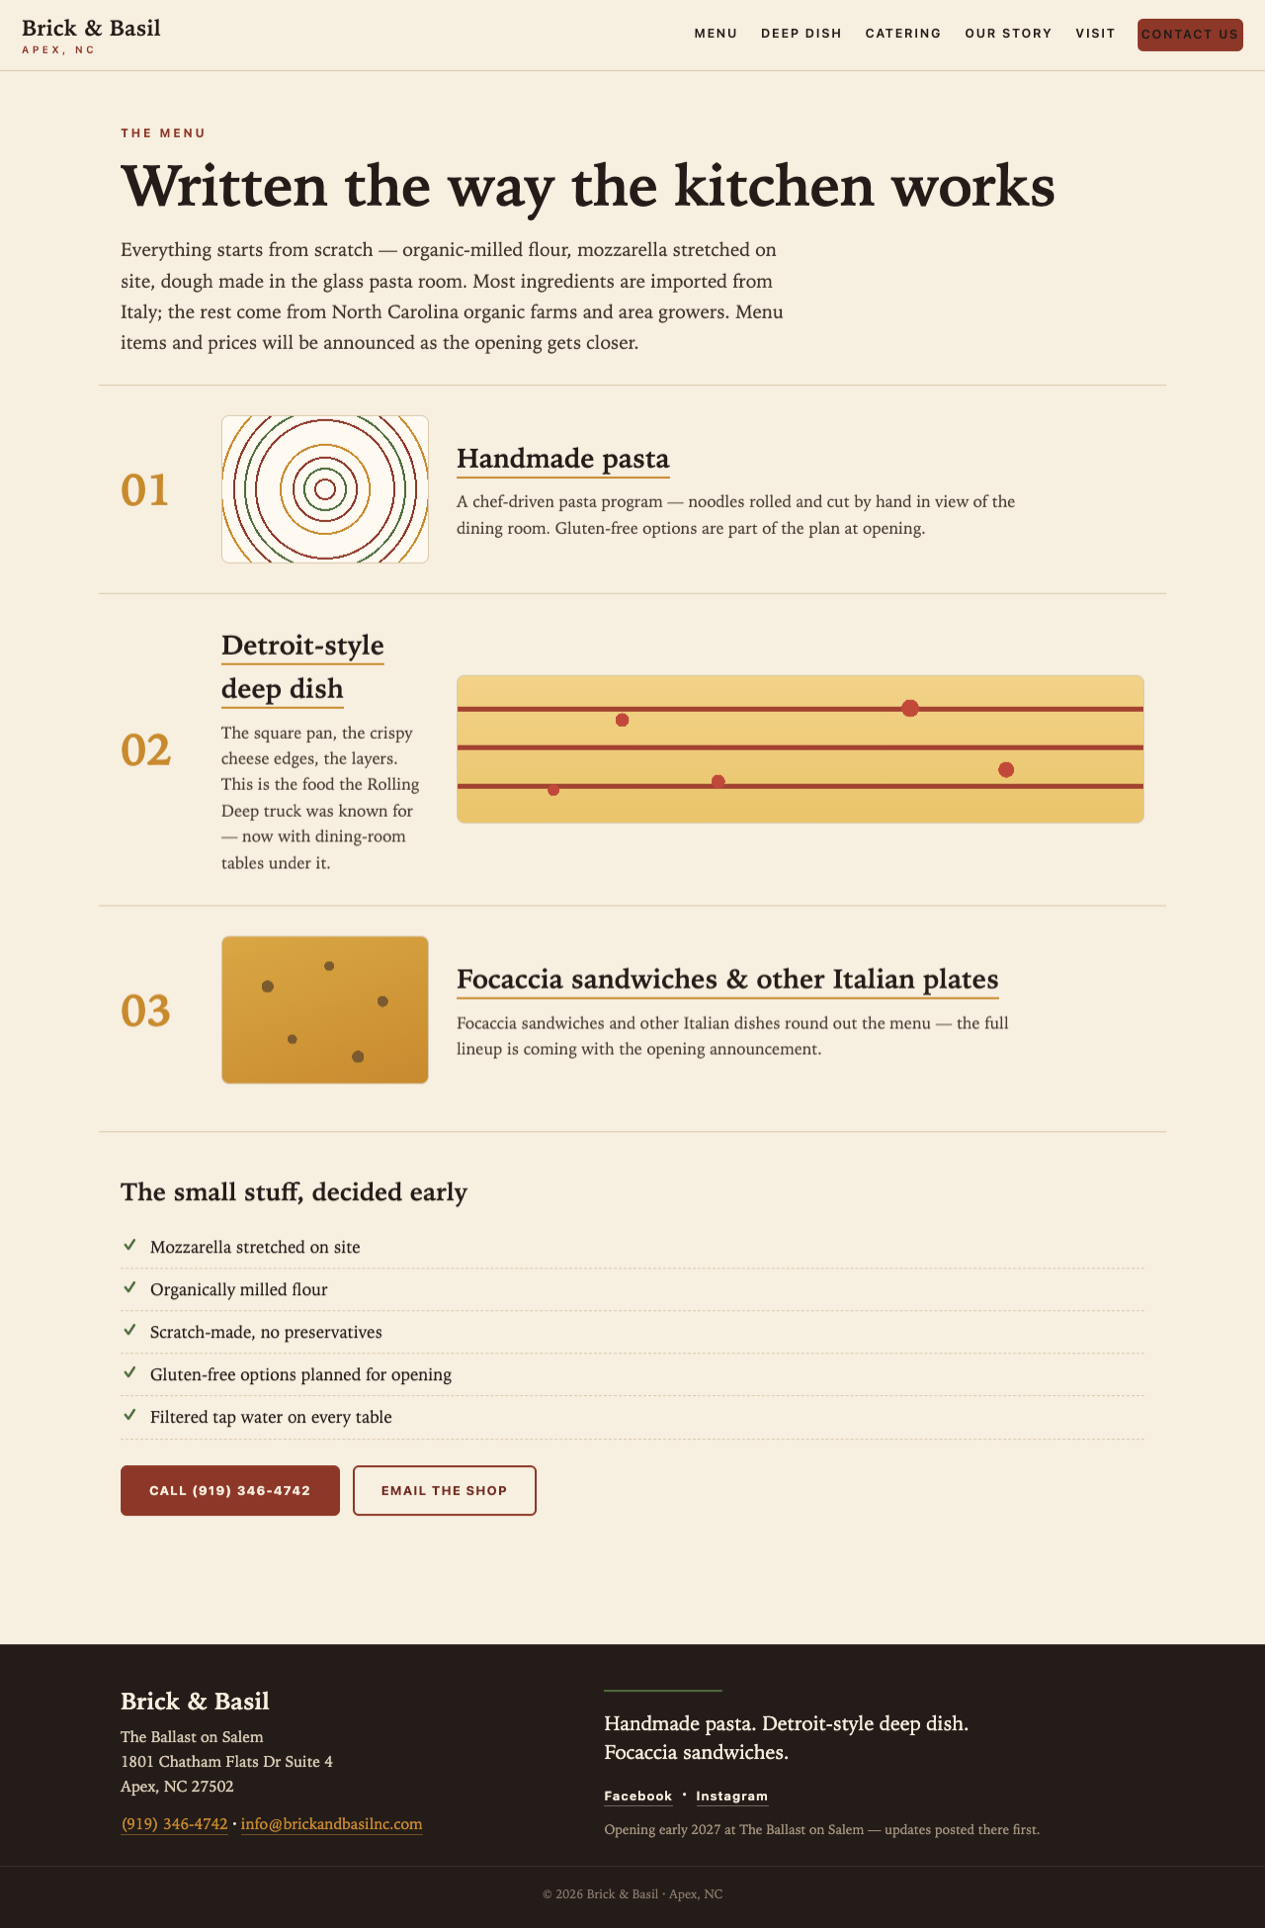 Brick & Basil
APEX, NC
MENU DEEP DISH CATERING OUR STORY VISIT CONTACT US
THE MENU
Written the way the kitchen works
Everything starts from scratch — organic-milled flour, mozzarella stretched on
site, dough made in the glass pasta room. Most ingredients are imported from
Italy; the rest come from North Carolina organic farms and area growers. Menu
items and prices will be announced as the opening gets closer.
01
Handmade pasta
A chef-driven pasta program — noodles rolled and cut by hand in view of the
dining room. Gluten-free options are part of the plan at opening.
02
Detroit-style
deep dish
The square pan, the crispy
cheese edges, the layers.
This is the food the Rolling
Deep truck was known for
— now with dining-room
tables under it.
03
Focaccia sandwiches & other Italian plates
Focaccia sandwiches and other Italian dishes round out the menu — the full
lineup is coming with the opening announcement.
The small stuff, decided early
Mozzarella stretched on site
Organically milled flour
Scratch-made, no preservatives
Gluten-free options planned for opening
Filtered tap water on every table
CALL (919) 346-4742
EMAIL THE SHOP
Brick & Basil
The Ballast on Salem
1801 Chatham Flats Dr Suite 4
Apex, NC 27502
(919) 346-4742 · info@brickandbasilnc.com
Handmade pasta. Detroit-style deep dish.
Focaccia sandwiches.
Facebook · Instagram
Opening early 2027 at The Ballast on Salem — updates posted there first.
© 2026 Brick & Basil · Apex, NC